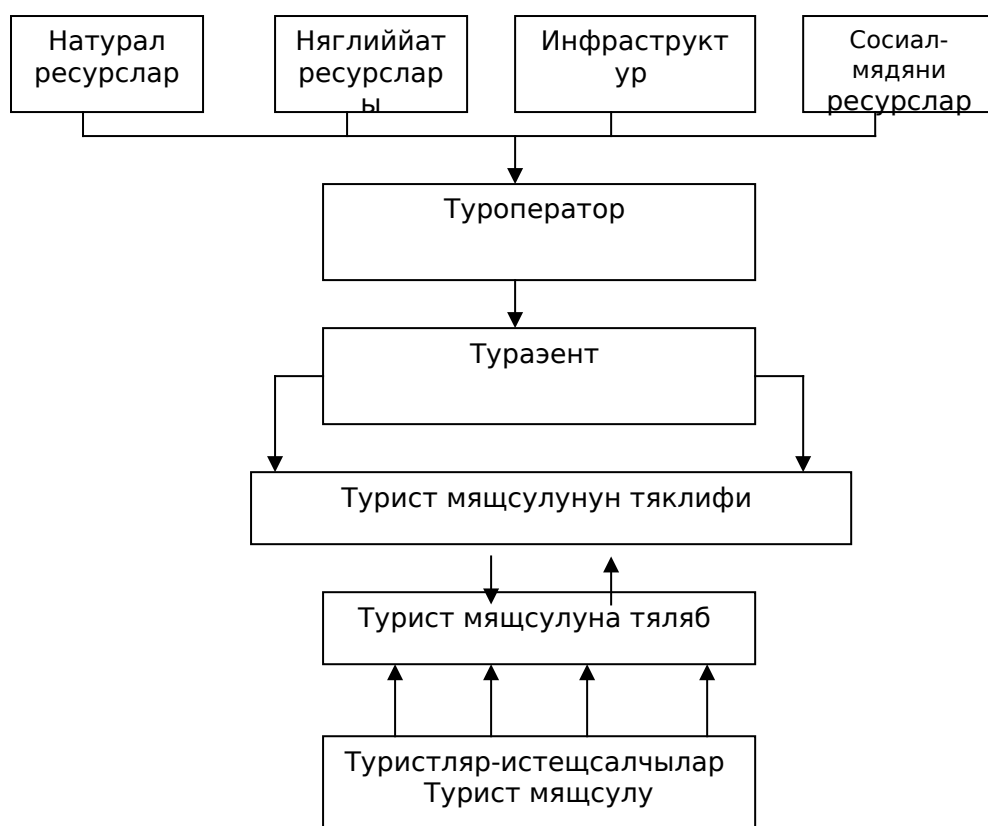 Натурал
ресурслар
Няглиййат
ресурслар
ы
Инфраструкт
ур
Сосиал-
мядяни
ресурслар
Туроператор
Тураэент
Турист мящсулунун тяклифи
Турист мящсулуна тяляб
Туристляр-истещсалчылар
Турист мящсулу